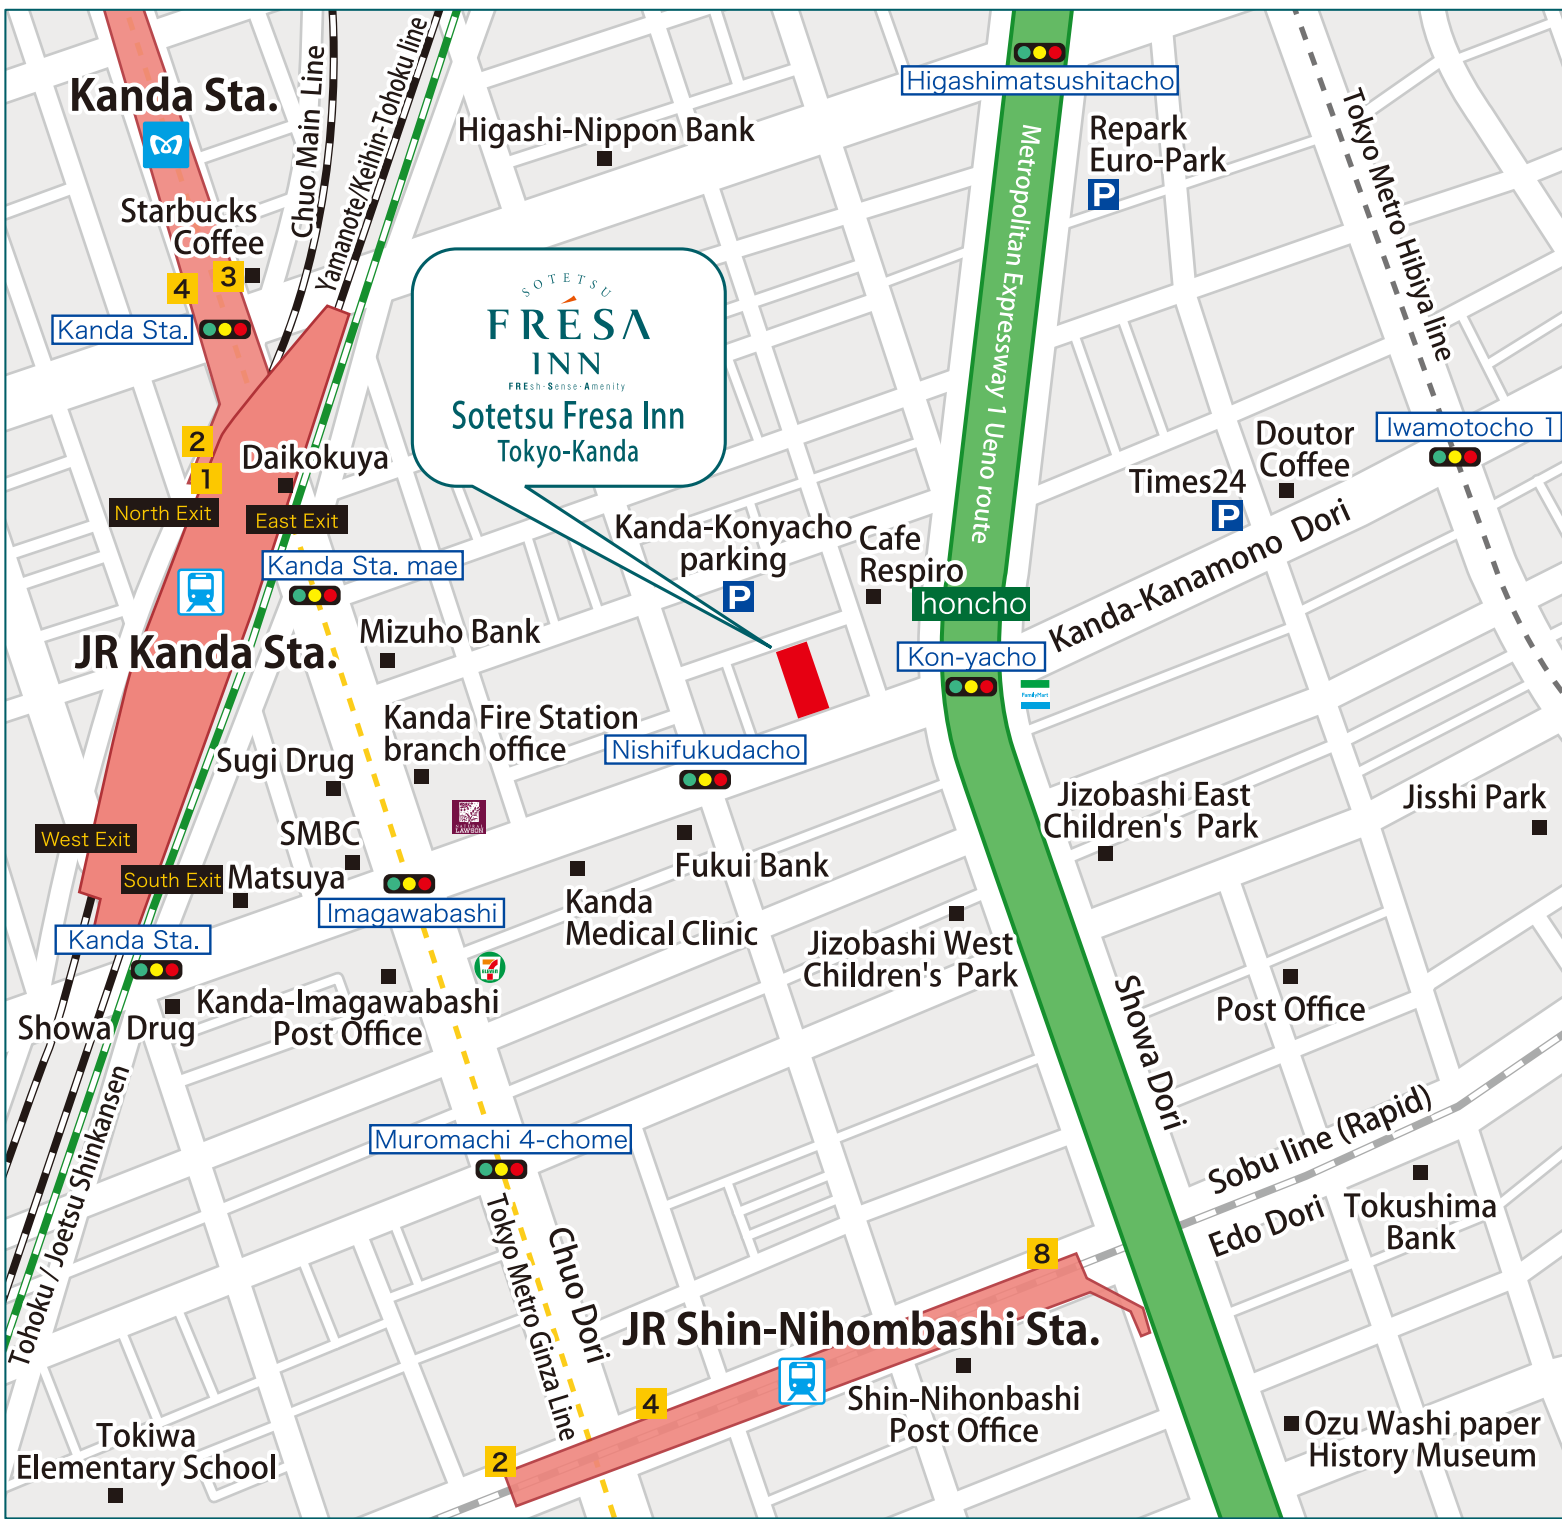 Higashimatsushitacho
Kanda Sta.
Chuo Main Line
Yamanote/Keihin-Tohoku line
Higashi-Nippon Bank
Metropolitan Expressway 1 Ueno route
Repark
Euro-Park
P
Tokyo Metro Hibiya line
Starbucks
Coffee
4
3
Kanda Sta.
SOTETSU
FRESA
INN
FREsh·Sense·Amenity
Sotetsu Fresa Inn
Tokyo-Kanda
2
1
Daikokuya
North Exit
East Exit
Iwamotocho 1
Doutor
Coffee
Times24
P
Kanda-Kanamono Dori
Kanda-Konyacho
parking
P
Cafe
Respiro
honcho
Kon-yacho
FamilyMart
Kanda Sta. mae
JR Kanda Sta.
Mizuho Bank
Kanda Fire Station
branch office
Nishifukudacho
Sugi Drug
NATURAL
LAWSON
SMBC
West Exit
South Exit
Matsuya
Imagawabashi
Kanda Sta.
Fukui Bank
Kanda
Medical Clinic
Jizobashi East
Children's Park
Jisshi Park
Jizobashi West
Children's Park
7
ELEVEN
Showa Drug
Kanda-Imagawabashi
Post Office
Showa Dori
Post Office
Tohoku / Joetsu Shinkansen
Muromachi 4-chome
Tokyo Metro Ginza Line
Chuo Dori
Sobu line (Rapid)
Edo Dori
Tokushima
Bank
8
JR Shin-Nihombashi Sta.
4
2
Shin-Nihonbashi
Post Office
Ozu Washi paper
History Museum
Tokiwa
Elementary School